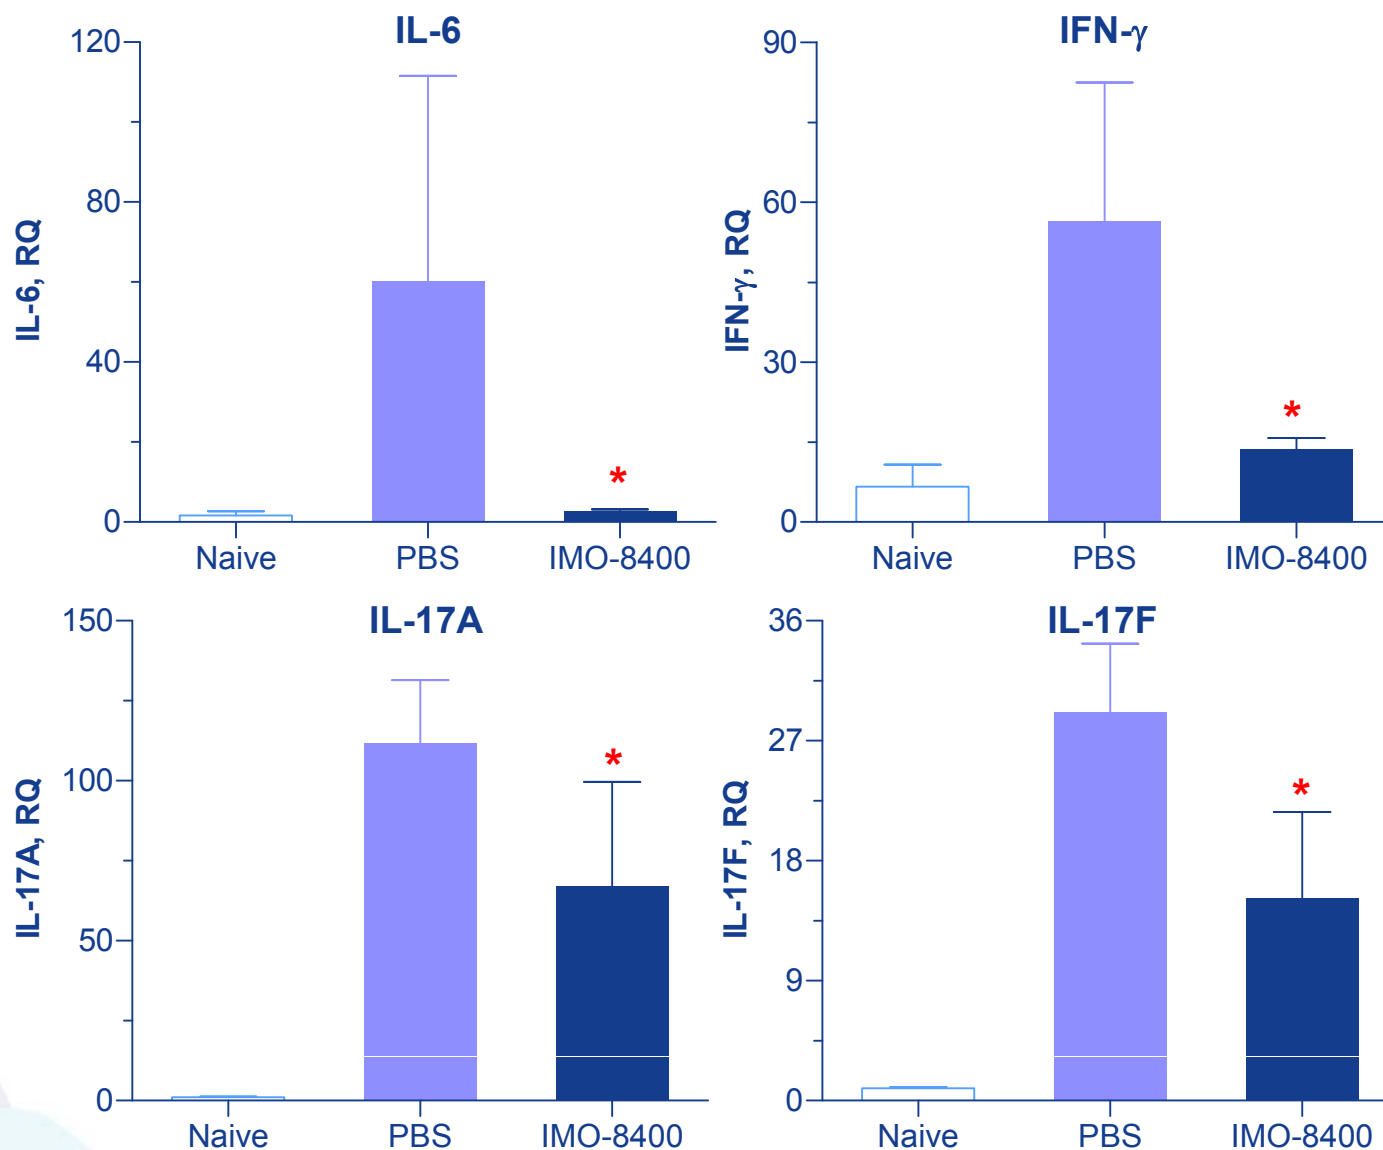 IL-6
120
80
40
0
IL-6, RQ
Naive PBS IMO-8400
*
IFN-γ
90
60
30
0
IFN-γ, RQ
Naive PBS IMO-8400
*
IL-17A
150
100
50
0
IL-17A, RQ
Naive PBS IMO-8400
*
IL-17F
36
27
18
9
0
IL-17F, RQ
Naive PBS IMO-8400
*